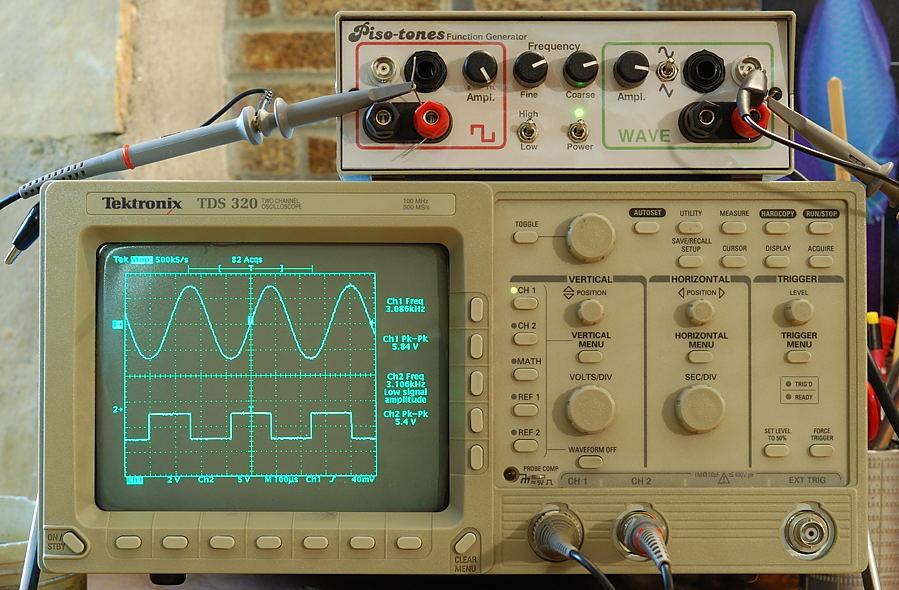 Piso-tones Function Generator
Frequency
Ampl.
Fine
Coarse
Ampl.
High
Low
Power
WAVE
Tektronix TDS 320 TWO CHANNEL OSCILLOSCOPE
100 MHz
500 MS/s
Tek Stop: 500kS/s
82 Acqs
T
Ch1 Freq
3.086kHz
Ch1 Pk-Pk
5.84 V
Ch2 Freq
3.106kHz
Low signal
amplitude
Ch2 Pk-Pk
5.4 V
1
2
Ch1 2 V Ch2 5 V M 100µs Ch1 40mV
ON/
STBY
CLEAR
MENU
TOGGLE
AUTOSET
UTILITY
MEASURE
HARDCOPY
RUN/STOP
SAVE/RECALL
SETUP
CURSOR
DISPLAY
ACQUIRE
VERTICAL
HORIZONTAL
TRIGGER
CH 1
POSITION
POSITION
LEVEL
CH 2
VERTICAL
MENU
HORIZONTAL
MENU
TRIGGER
MENU
MATH
VOLTS/DIV
SEC/DIV
TRIG'D
READY
REF 1
REF 2
SET LEVEL
TO 50%
FORCE
TRIGGER
WAVEFORM OFF
PROBE COMP
CH 1
CH 2
EXT TRIG